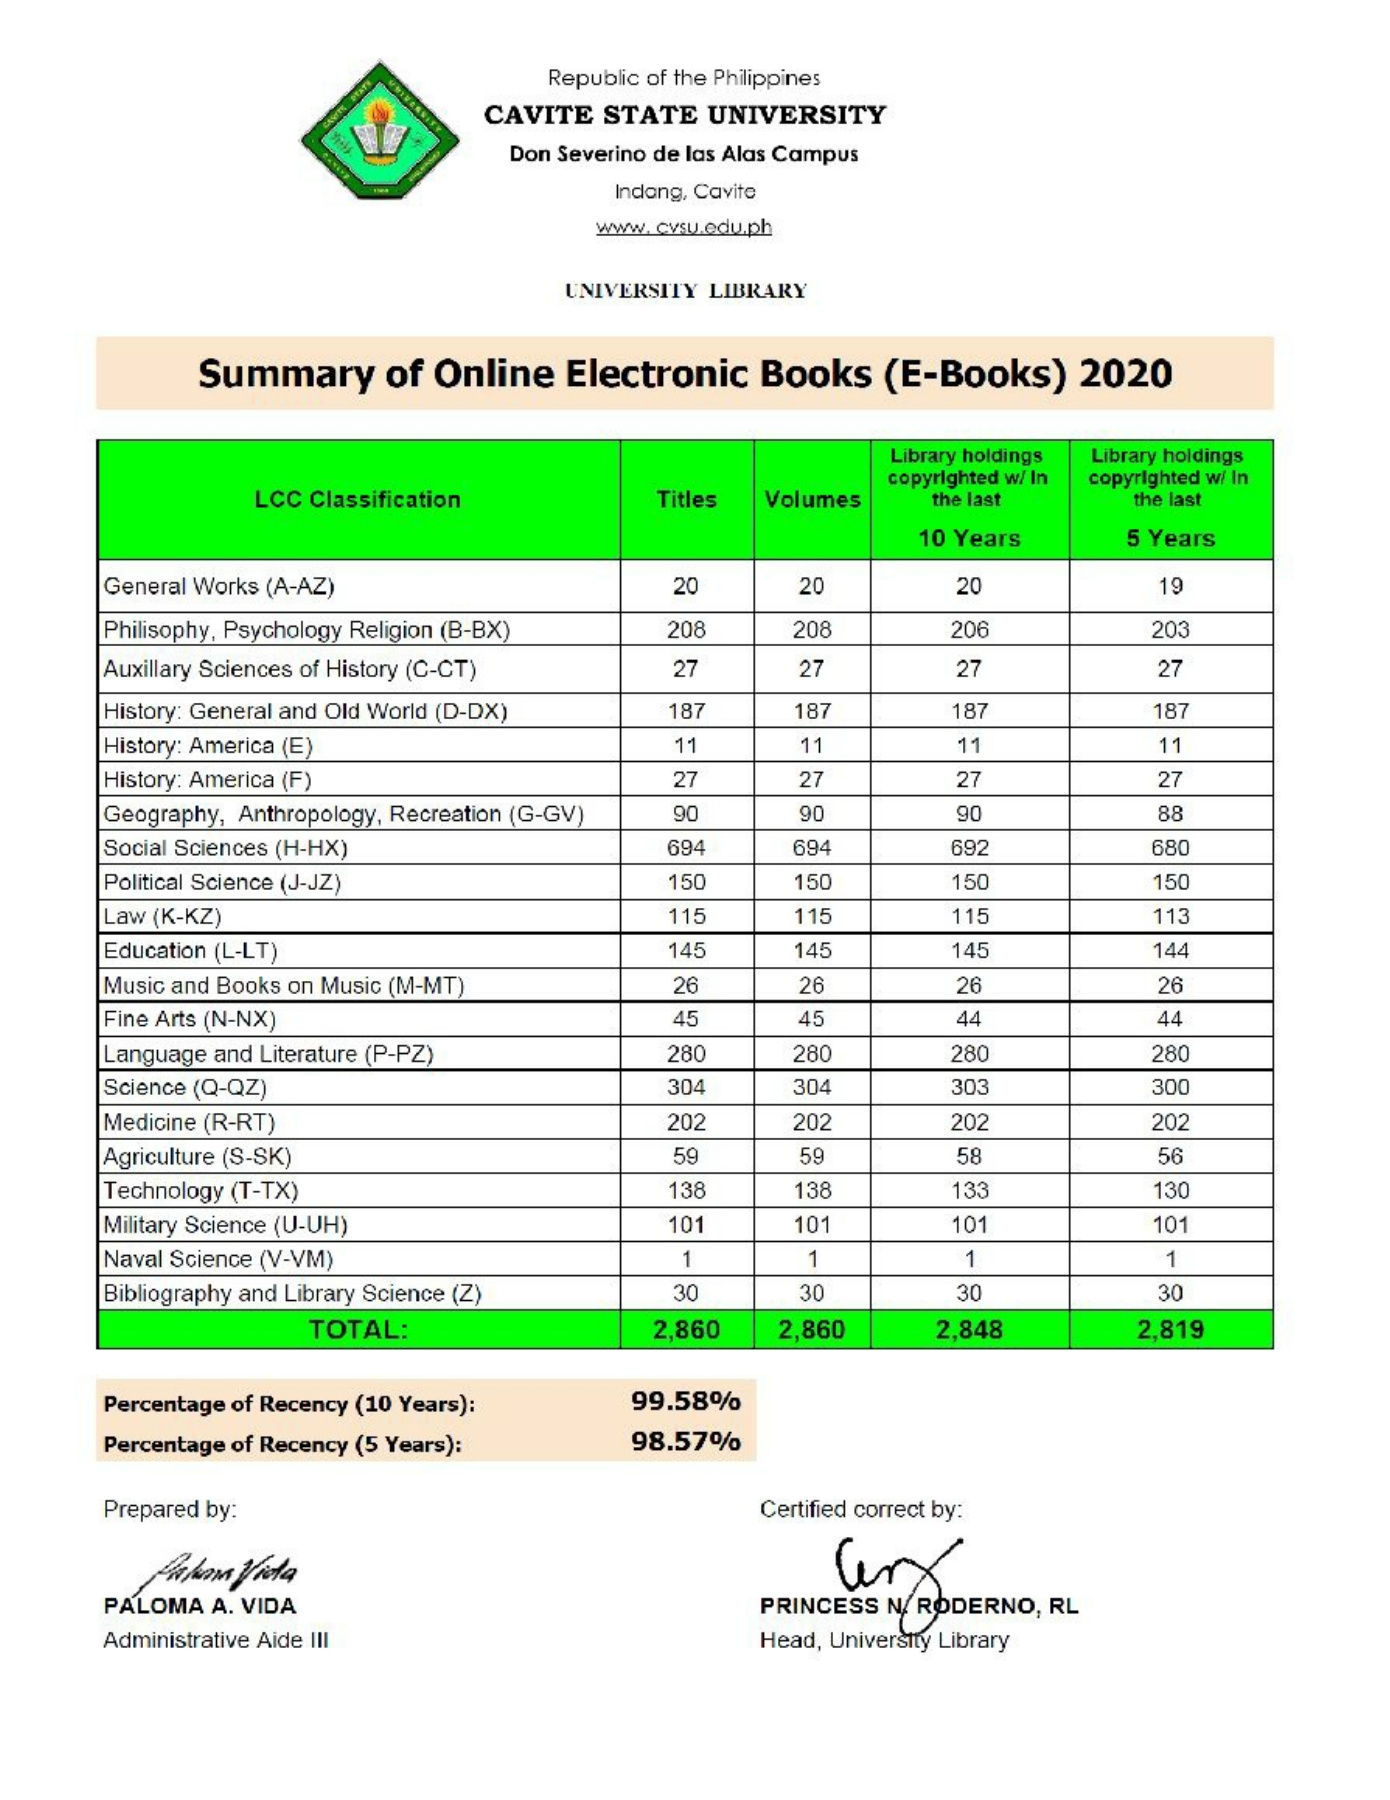 Republic of the Philippines
CAVITE STATE UNIVERSITY
Don Severino de las Alas Campus
Indang, Cavite
www. cvsu.edu.ph
UNIVERSITY LIBRARY
Summary of Online Electronic Books (E-Books) 2020
LCC Classification Titles Volumes Library holdings copyrighted w/ in the last 10 Years Library holdings copyrighted w/ in the last 5 Years
General Works (A-AZ) 20 20 20 19
Philisophy, Psychology Religion (B-BX) 208 208 206 203
Auxillary Sciences of History (C-CT) 27 27 27 27
History: General and Old World (D-DX) 187 187 187 187
History: America (E) 11 11 11 11
History: America (F) 27 27 27 27
Geography, Anthropology, Recreation (G-GV) 90 90 90 88
Social Sciences (H-HX) 694 694 692 680
Political Science (J-JZ) 150 150 150 150
Law (K-KZ) 115 115 115 113
Education (L-LT) 145 145 145 144
Music and Books on Music (M-MT) 26 26 26 26
Fine Arts (N-NX) 45 45 44 44
Language and Literature (P-PZ) 280 280 280 280
Science (Q-QZ) 304 304 303 300
Medicine (R-RT) 202 202 202 202
Agriculture (S-SK) 59 59 58 56
Technology (T-TX) 138 138 133 130
Military Science (U-UH) 101 101 101 101
Naval Science (V-VM) 1 1 1 1
Bibliography and Library Science (Z) 30 30 30 30
TOTAL: 2,860 2,860 2,848 2,819
Percentage of Recency (10 Years): 99.58%
Percentage of Recency (5 Years): 98.57%
Prepared by: Certified correct by:
Paloma Vida
PALOMA A. VIDA PRINCESS N. RODERNO, RL
Administrative Aide III Head, University Library